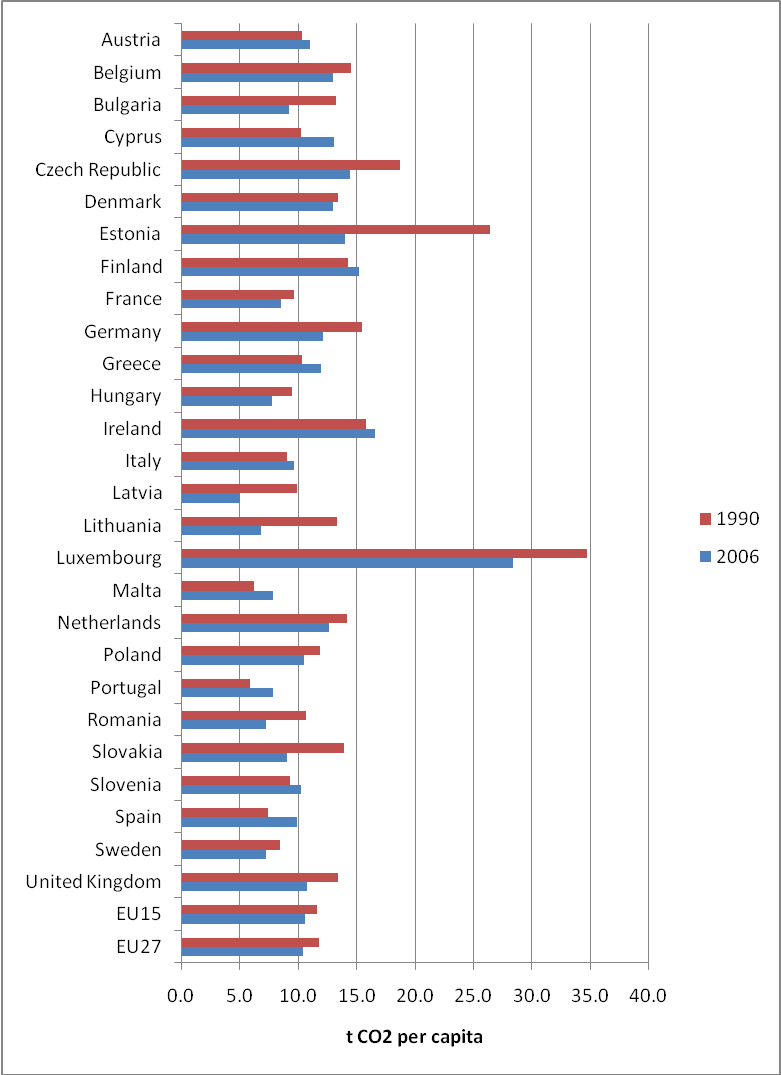 Austria
Belgium
Bulgaria
Cyprus
Czech Republic
Denmark
Estonia
Finland
France
Germany
Greece
Hungary
Ireland
Italy
Latvia
Lithuania
Luxembourg
Malta
Netherlands
Poland
Portugal
Romania
Slovakia
Slovenia
Spain
Sweden
United Kingdom
EU15
EU27
1990
2006
0.0 5.0 10.0 15.0 20.0 25.0 30.0 35.0 40.0
t CO2 per capita